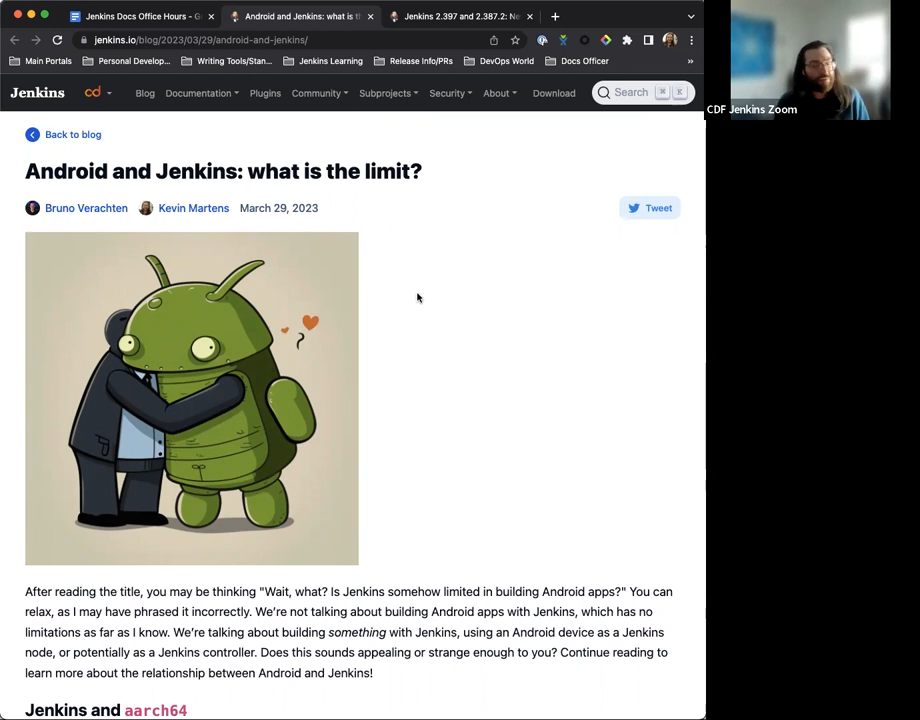 Jenkins Docs Office Hours - G
Android and Jenkins: what is t
Jenkins 2.397 and 2.387.2: Ne
jenkins.io/blog/2023/03/29/android-and-jenkins/
Main Portals
Personal Develop...
Writing Tools/Stan...
Jenkins Learning
Release Info/PRs
DevOps World
Docs Officer
»
Jenkins
cd
Blog
Documentation
Plugins
Community
Subprojects
Security
About
Download
Search
⌘
K
CDF Jenkins Zoom
Back to blog
Android and Jenkins: what is the limit?
Bruno Verachten
Kevin Martens
March 29, 2023
Tweet
After reading the title, you may be thinking "Wait, what? Is Jenkins somehow limited in building Android apps?" You can
relax, as I may have phrased it incorrectly. We’re not talking about building Android apps with Jenkins, which has no
limitations as far as I know. We’re talking about building something with Jenkins, using an Android device as a Jenkins
node, or potentially as a Jenkins controller. Does this sounds appealing or strange enough to you? Continue reading to
learn more about the relationship between Android and Jenkins!
Jenkins and aarch64